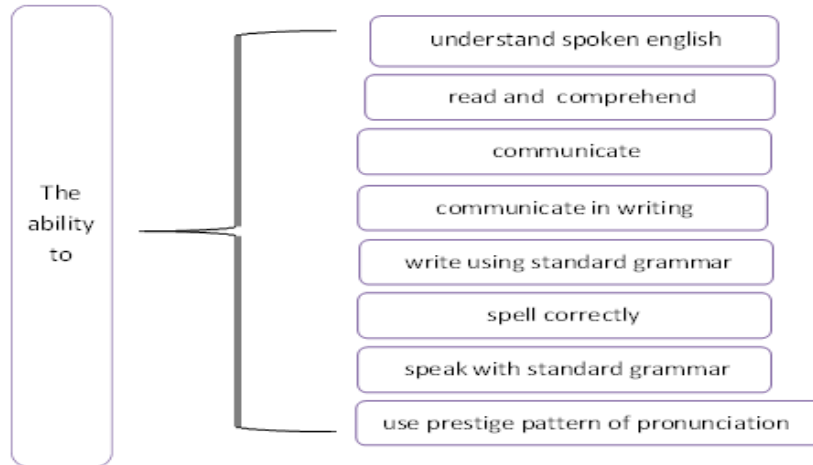 The
ability
to
understand spoken english
read and comprehend
communicate
communicate in writing
write using standard grammar
spell correctly
speak with standard grammar
use prestige pattern of pronunciation